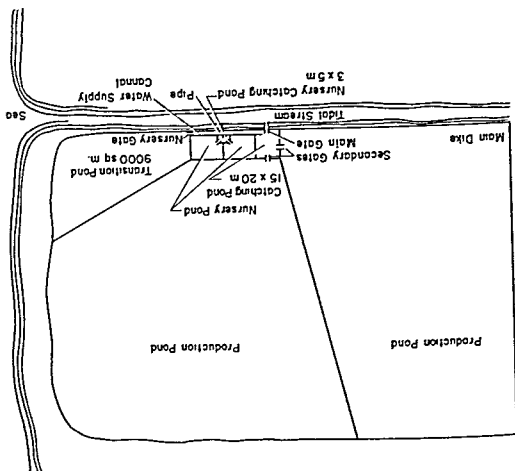 Production
Pond
Production Pond
Nursery Pond
Catching Pond
15 x 20 m
Transition Pond
9000 sq. m.
Secondary Gates
Main Gate
Main Dike
Nursery Gate
Tidal Stream
Sea
Nursery Catching Pond
3 x 5 m
Pipe
Water Supply
Cannal